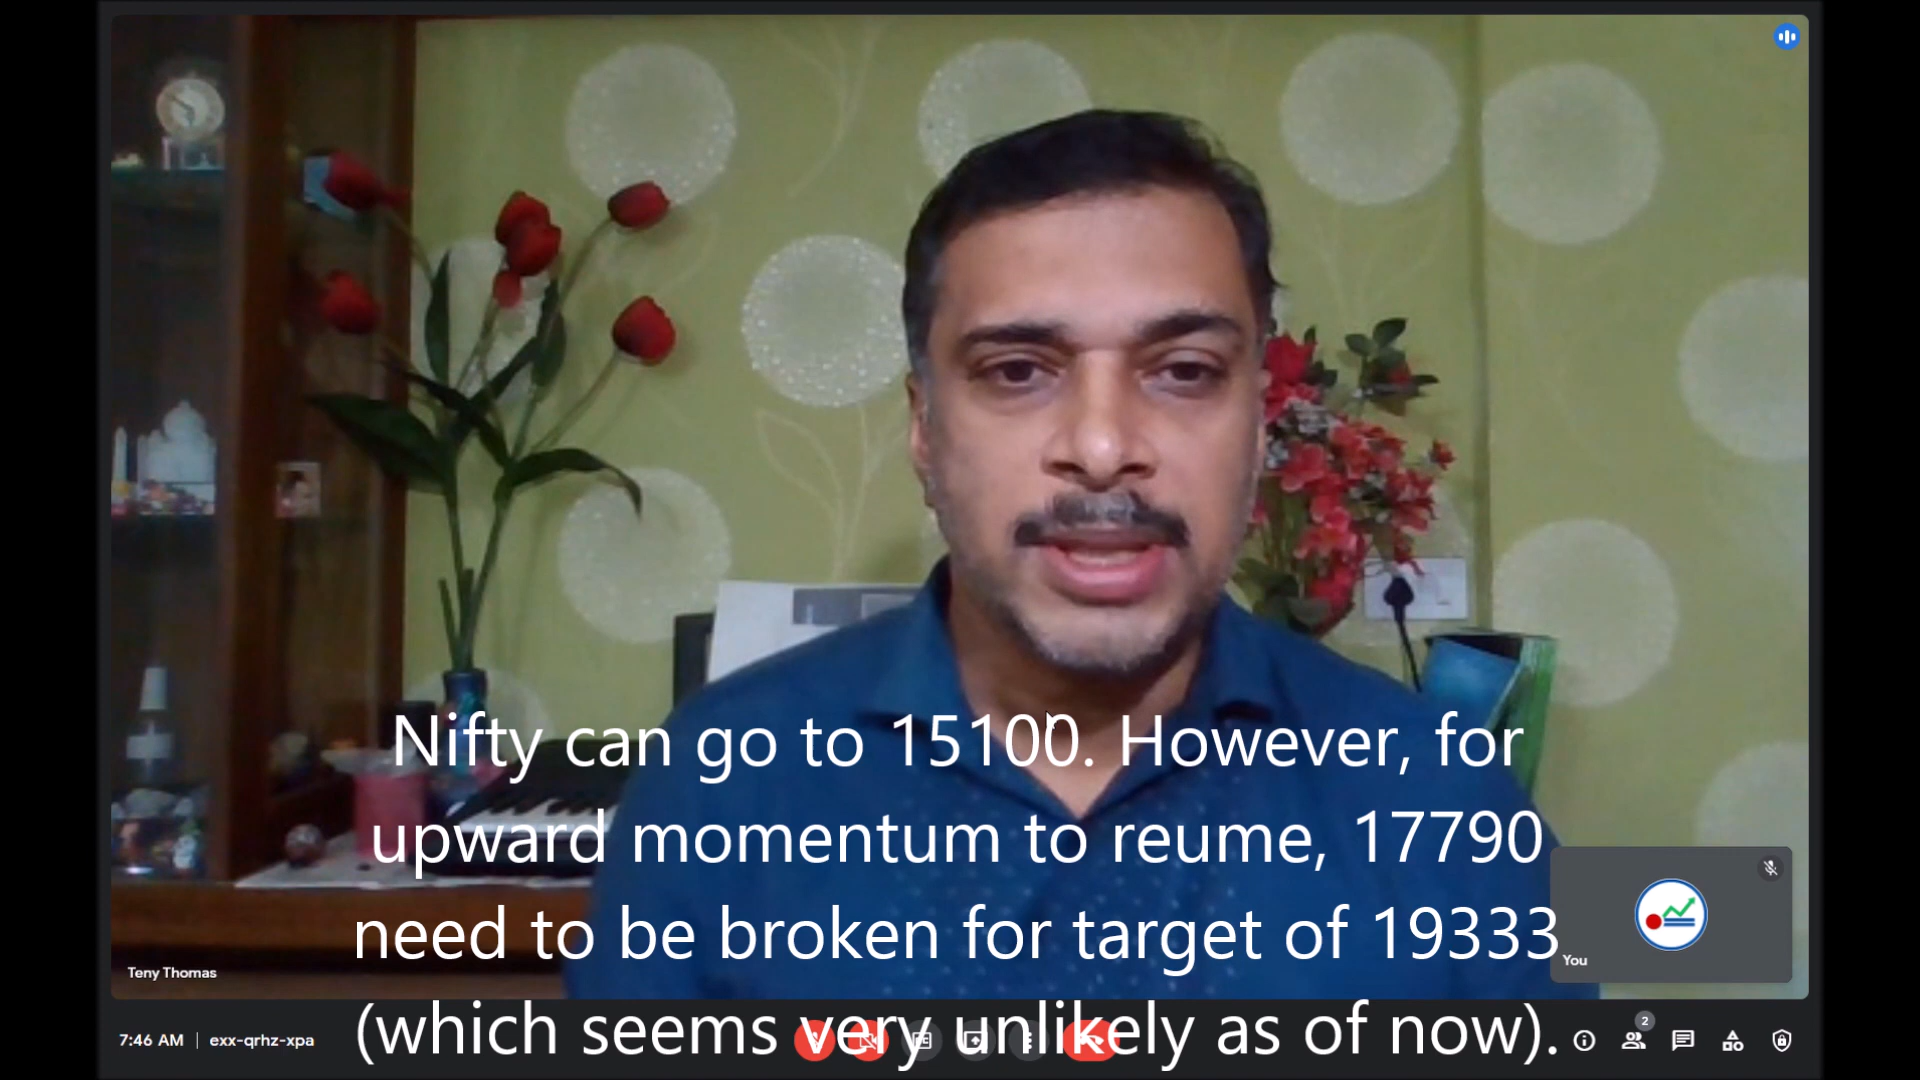 Nifty can go to 15100. However, for
upward momentum to reume, 17790
need to be broken for target of 19333
(which seems very unlikely as of now).
Teny Thomas
You
7:46 AM | exx-qrhz-xpa
2